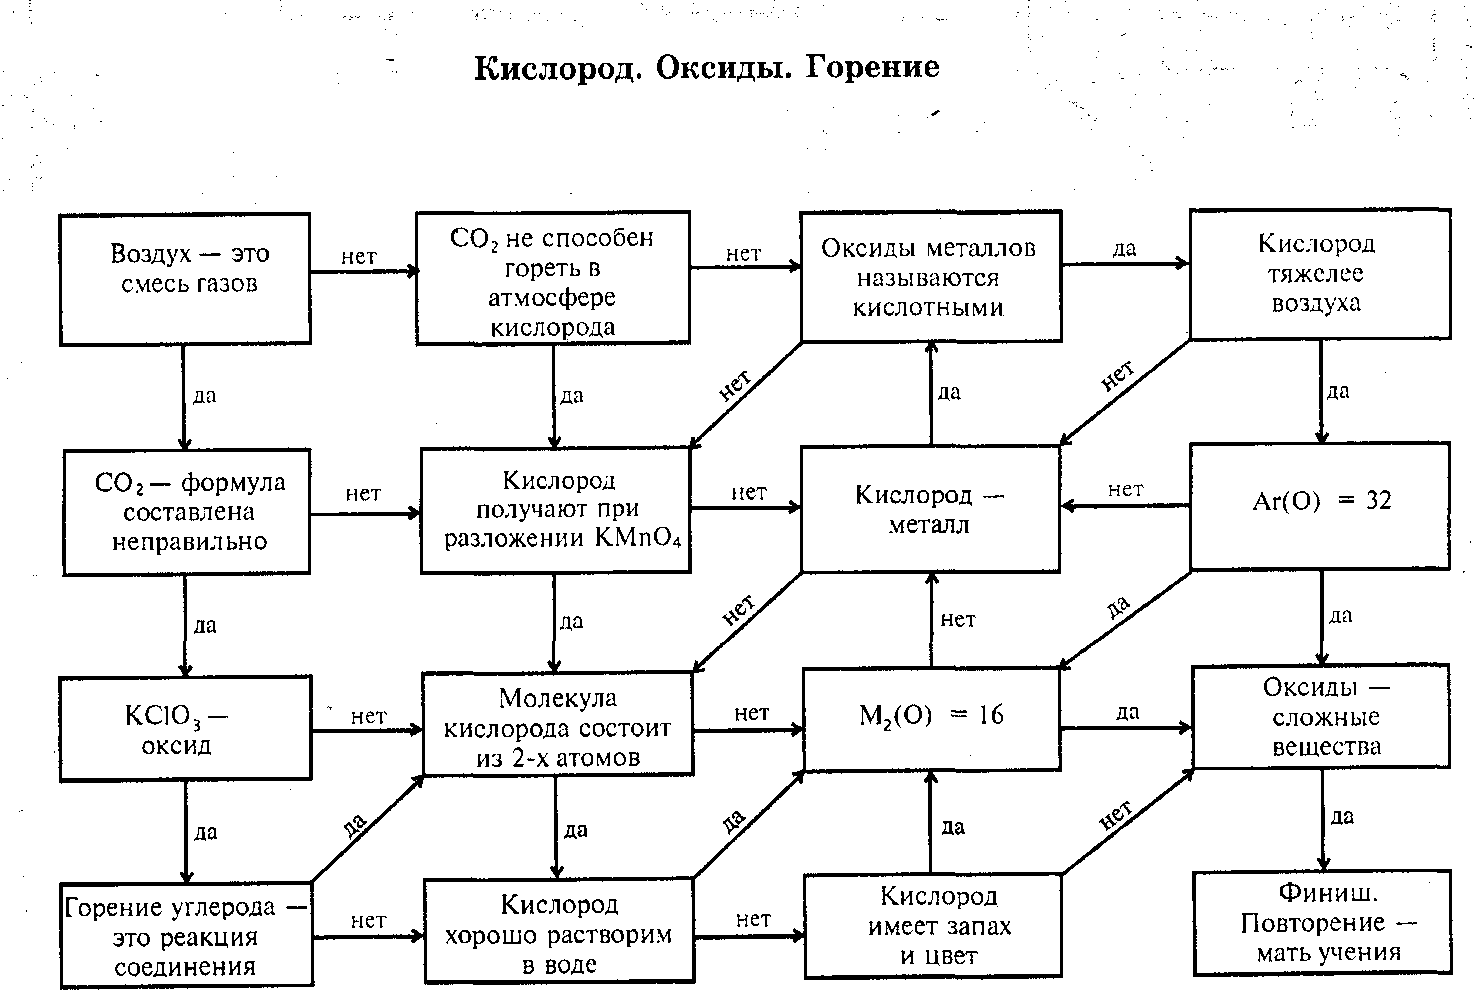 Кислород. Оксиды. Горение
Воздух — это
смесь газов
нет
CO₂ не способен
гореть в
атмосфере
кислорода
нет
Оксиды металлов
называются
кислотными
да
Кислород
тяжелее
воздуха
да
да
нет
да
нет
да
CO₂ — формула
составлена
неправильно
нет
Кислород
получают при
разложении KMnO₄
нет
Кислород —
металл
нет
Ar(O) = 32
да
да
нет
нет
да
да
KClO₃ —
оксид
нет
Молекула
кислорода состоит
из 2-х атомов
нет
M₂(O) = 16
да
Оксиды —
сложные
вещества
да
да
да
да
да
нет
да
Горение углерода —
это реакция
соединения
нет
Кислород
хорошо растворим
в воде
нет
Кислород
имеет запах
и цвет
Финиш.
Повторение —
мать учения